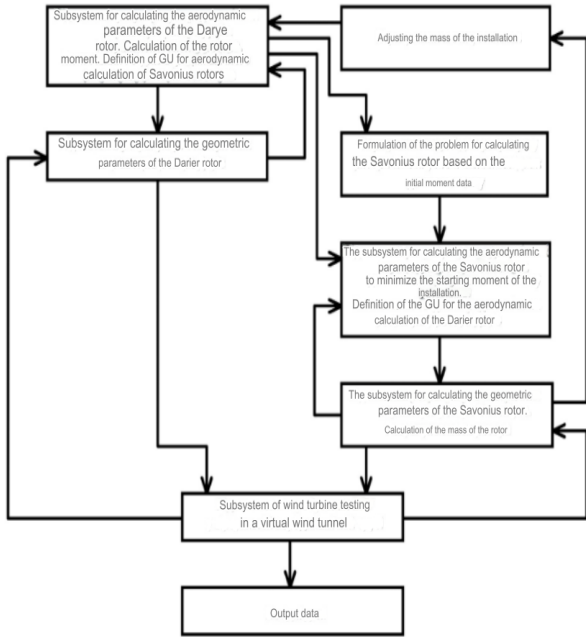 Subsystem for calculating the aerodynamic
parameters of the Darye
rotor. Calculation of the rotor
moment. Definition of GU for aerodynamic
calculation of Savonius rotors
Adjusting the mass of the installation
Subsystem for calculating the geometric
parameters of the Darier rotor
Formulation of the problem for calculating
the Savonius rotor based on the
initial moment data
The subsystem for calculating the aerodynamic
parameters of the Savonius rotor
to minimize the starting moment of the
installation.
Definition of the GU for the aerodynamic
calculation of the Darier rotor
The subsystem for calculating the geometric
parameters of the Savonius rotor.
Calculation of the mass of the rotor
Subsystem of wind turbine testing
in a virtual wind tunnel
Output data